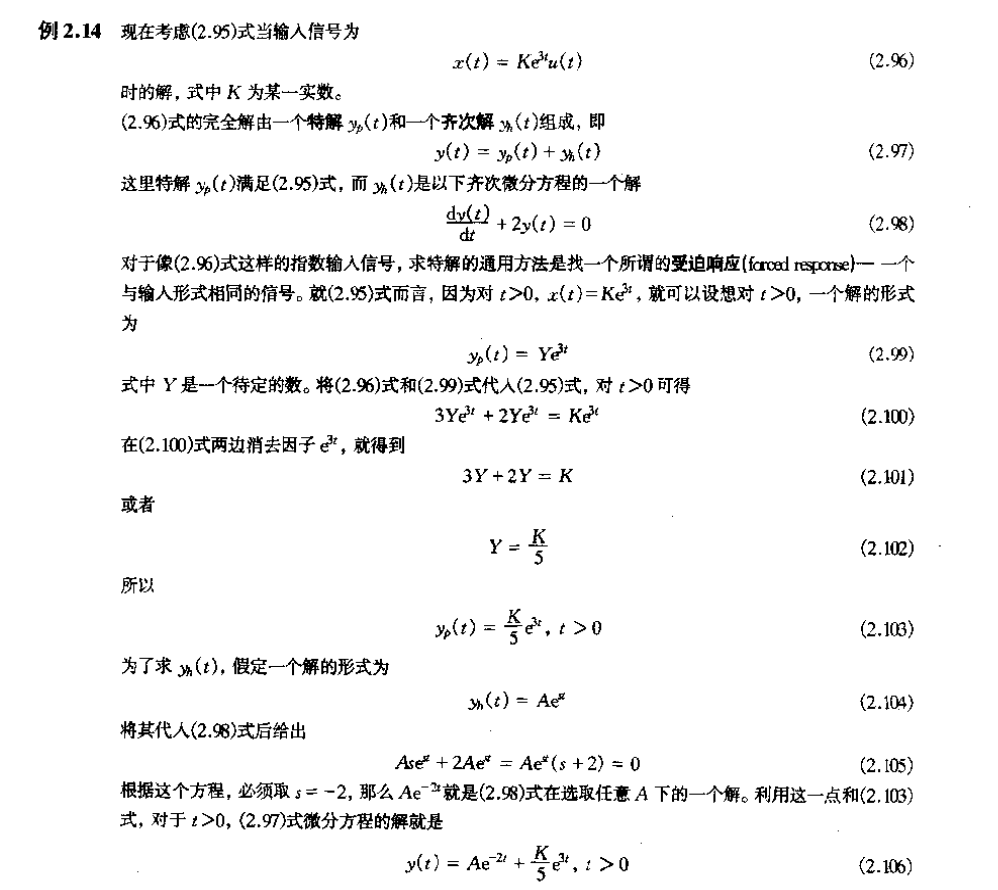 例 2.14 现在考虑(2.95)式当输入信号为
x(t) = Ke^{3t}u(t) (2.96)
时的解，式中 K 为某一实数。
(2.96)式的完全解由一个特解 y_p(t)和一个齐次解 y_h(t)组成，即
y(t) = y_p(t) + y_h(t) (2.97)
这里特解 y_p(t)满足(2.95)式，而 y_h(t)是以下齐次微分方程的一个解
dy(t)/dt + 2y(t) = 0 (2.98)
对于像(2.96)式这样的指数输入信号，求特解的通用方法是找一个所谓的受迫响应(forced response)— 一个
与输入形式相同的信号。就(2.95)式而言，因为对 t>0，x(t)=Ke^{3t}，就可以设想对 t>0，一个解的形式
为
y_p(t) = Ye^{3t} (2.99)
式中 Y 是一个待定的数。将(2.96)式和(2.99)式代入(2.95)式，对 t>0 可得
3Ye^{3t} + 2Ye^{3t} = Ke^{3t} (2.100)
在(2.100)式两边消去因子 e^{3t}，就得到
3Y + 2Y = K (2.101)
或者
Y = K/5 (2.102)
所以
y_p(t) = K/5 e^{3t}, t > 0 (2.103)
为了求 y_h(t)，假定一个解的形式为
y_h(t) = Ae^{st} (2.104)
将其代入(2.98)式后给出
Ase^{st} + 2Ae^{st} = Ae^{st}(s + 2) = 0 (2.105)
根据这个方程，必须取 s = -2，那么 Ae^{-2t}就是(2.98)式在选取任意 A 下的一个解。利用这一点和(2.103)
式，对于 t>0，(2.97)式微分方程的解就是
y(t) = Ae^{-2t} + K/5 e^{3t}, t > 0 (2.106)